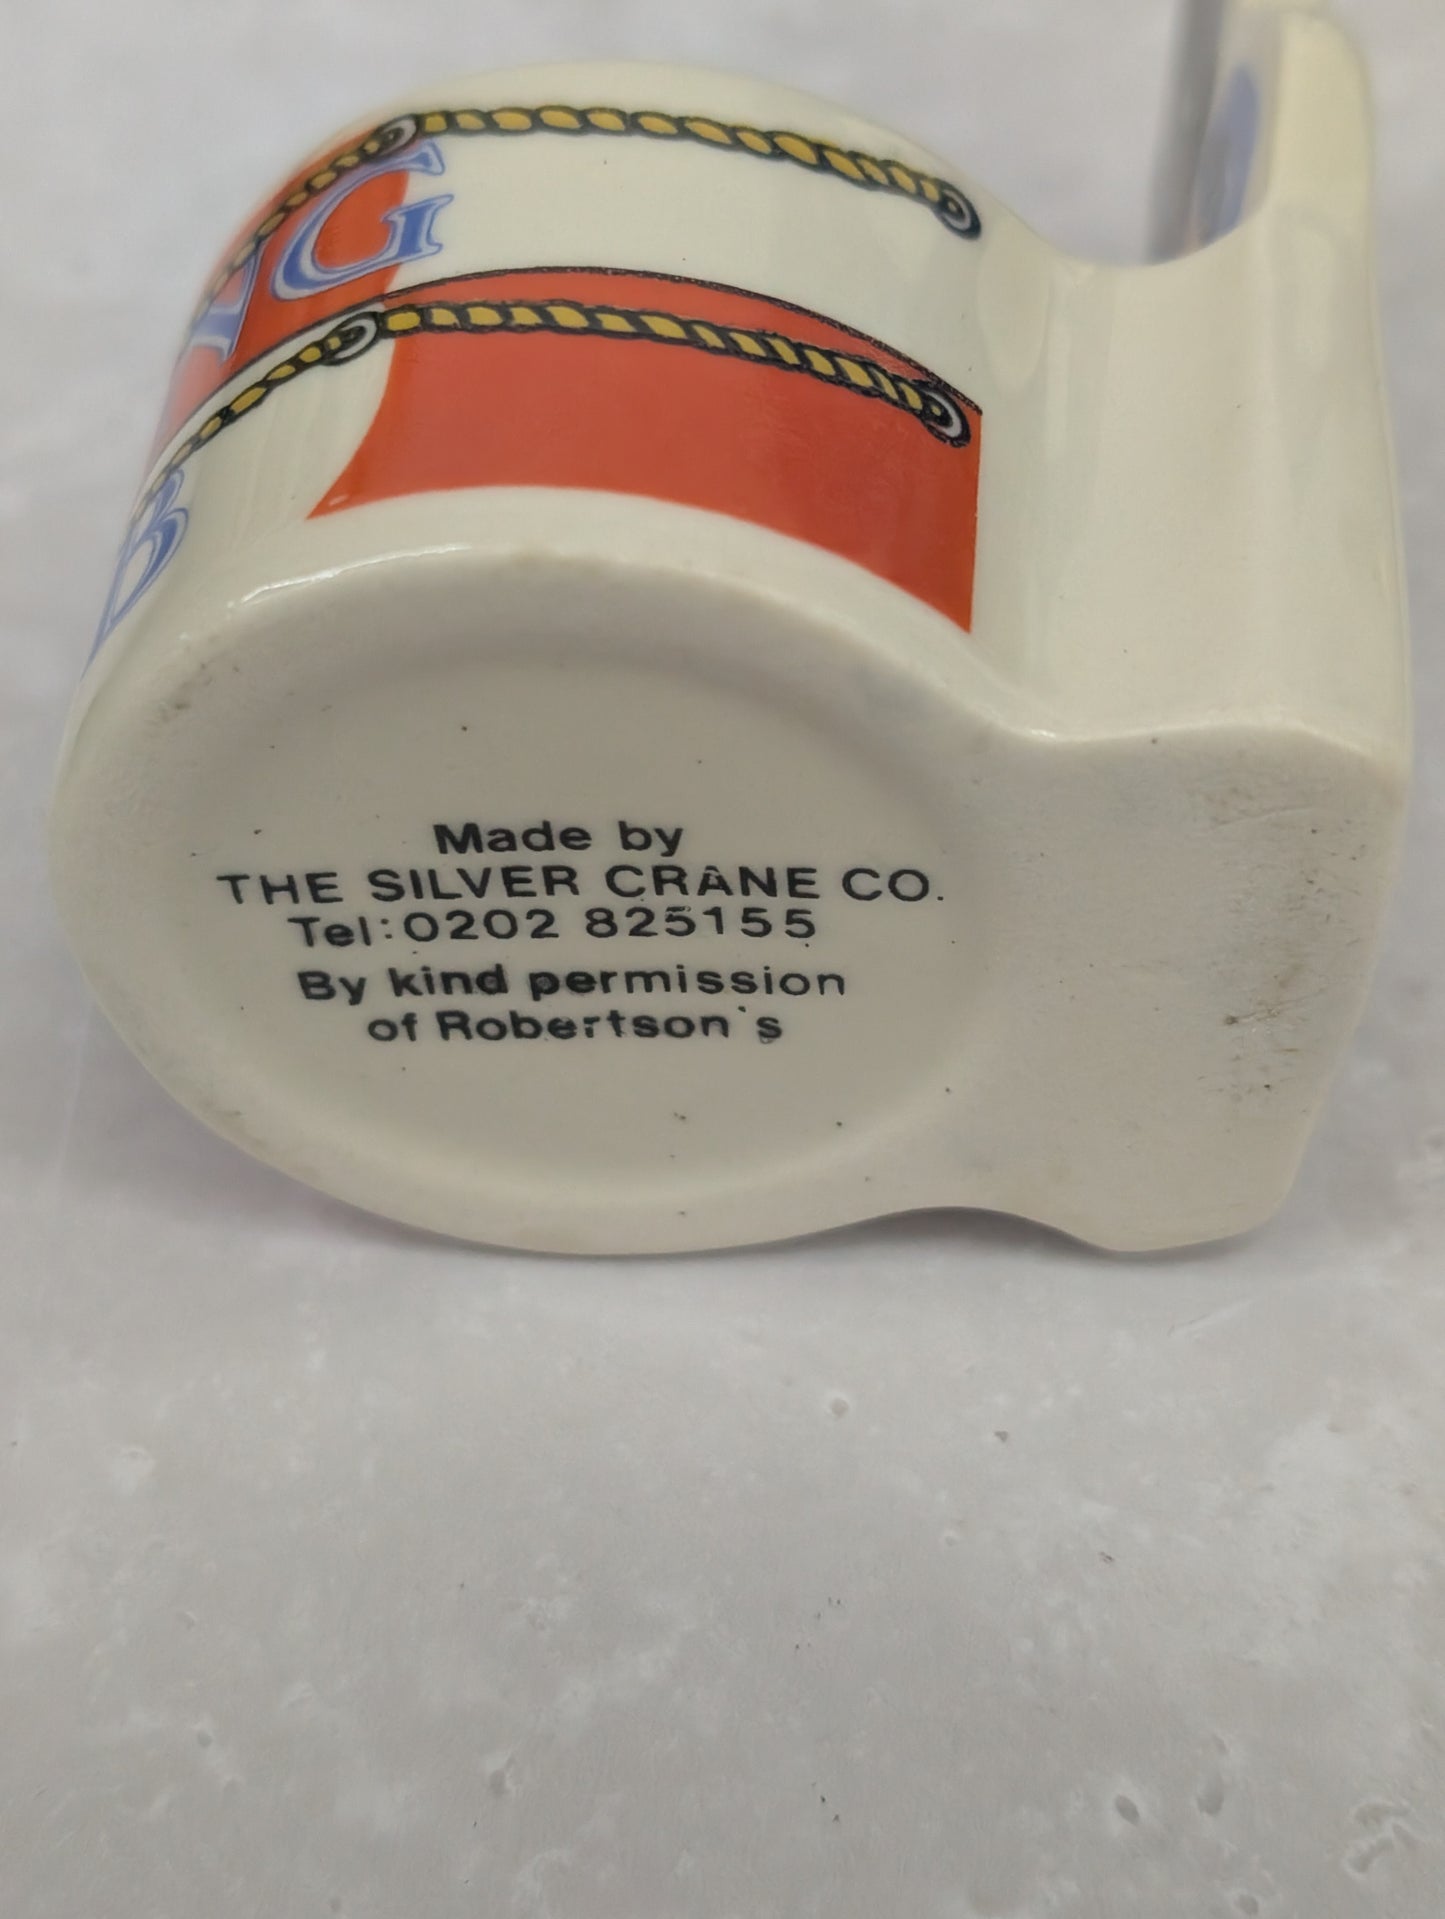 G
B
Made by
THE SILVER CRANE CO.
Tel:0202 825155
By kind permission
of Robertson's